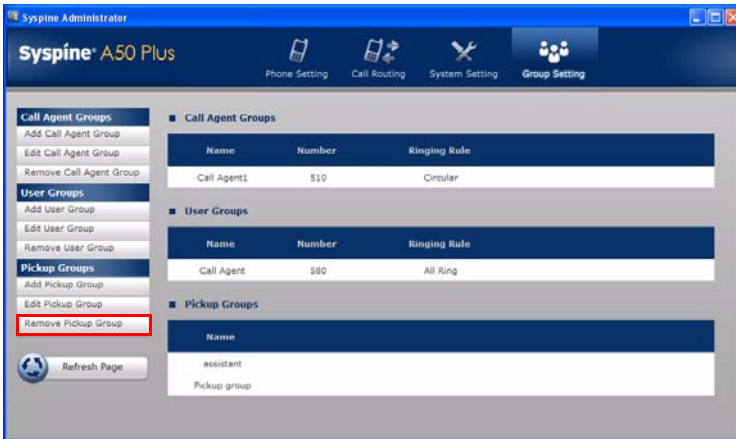 Syspine Administrator
Syspine® A50 Plus
Phone Setting
Call Routing
System Setting
Group Setting
Call Agent Groups
Add Call Agent Group
Edit Call Agent Group
Remove Call Agent Group
User Groups
Add User Group
Edit User Group
Remove User Group
Pickup Groups
Add Pickup Group
Edit Pickup Group
Remove Pickup Group
Refresh Page
Call Agent Groups
Name Number Ringing Rule
Call Agent1 510 Circular
User Groups
Name Number Ringing Rule
Call Agent 580 All Ring
Pickup Groups
Name
assistant
Pickup group